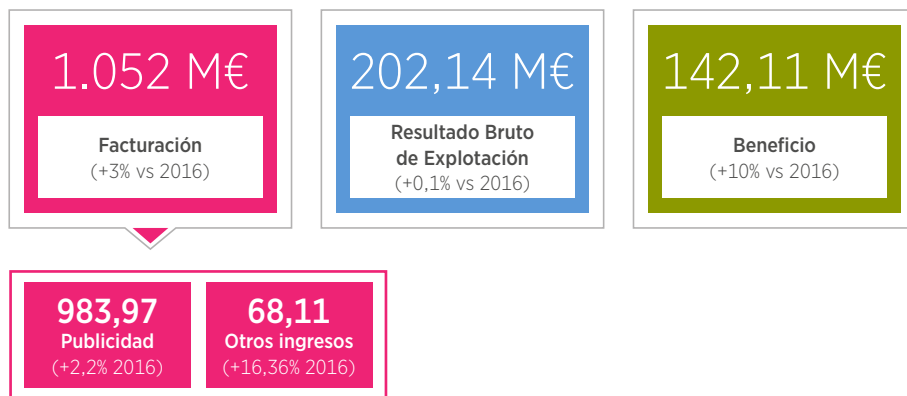 1.052 M€
Facturación
(+3% vs 2016)
202,14 M€
Resultado Bruto
de Explotación
(+0,1% vs 2016)
142,11 M€
Beneficio
(+10% vs 2016)
983,97
Publicidad
(+2,2% 2016)
68,11
Otros ingresos
(+16,36% 2016)